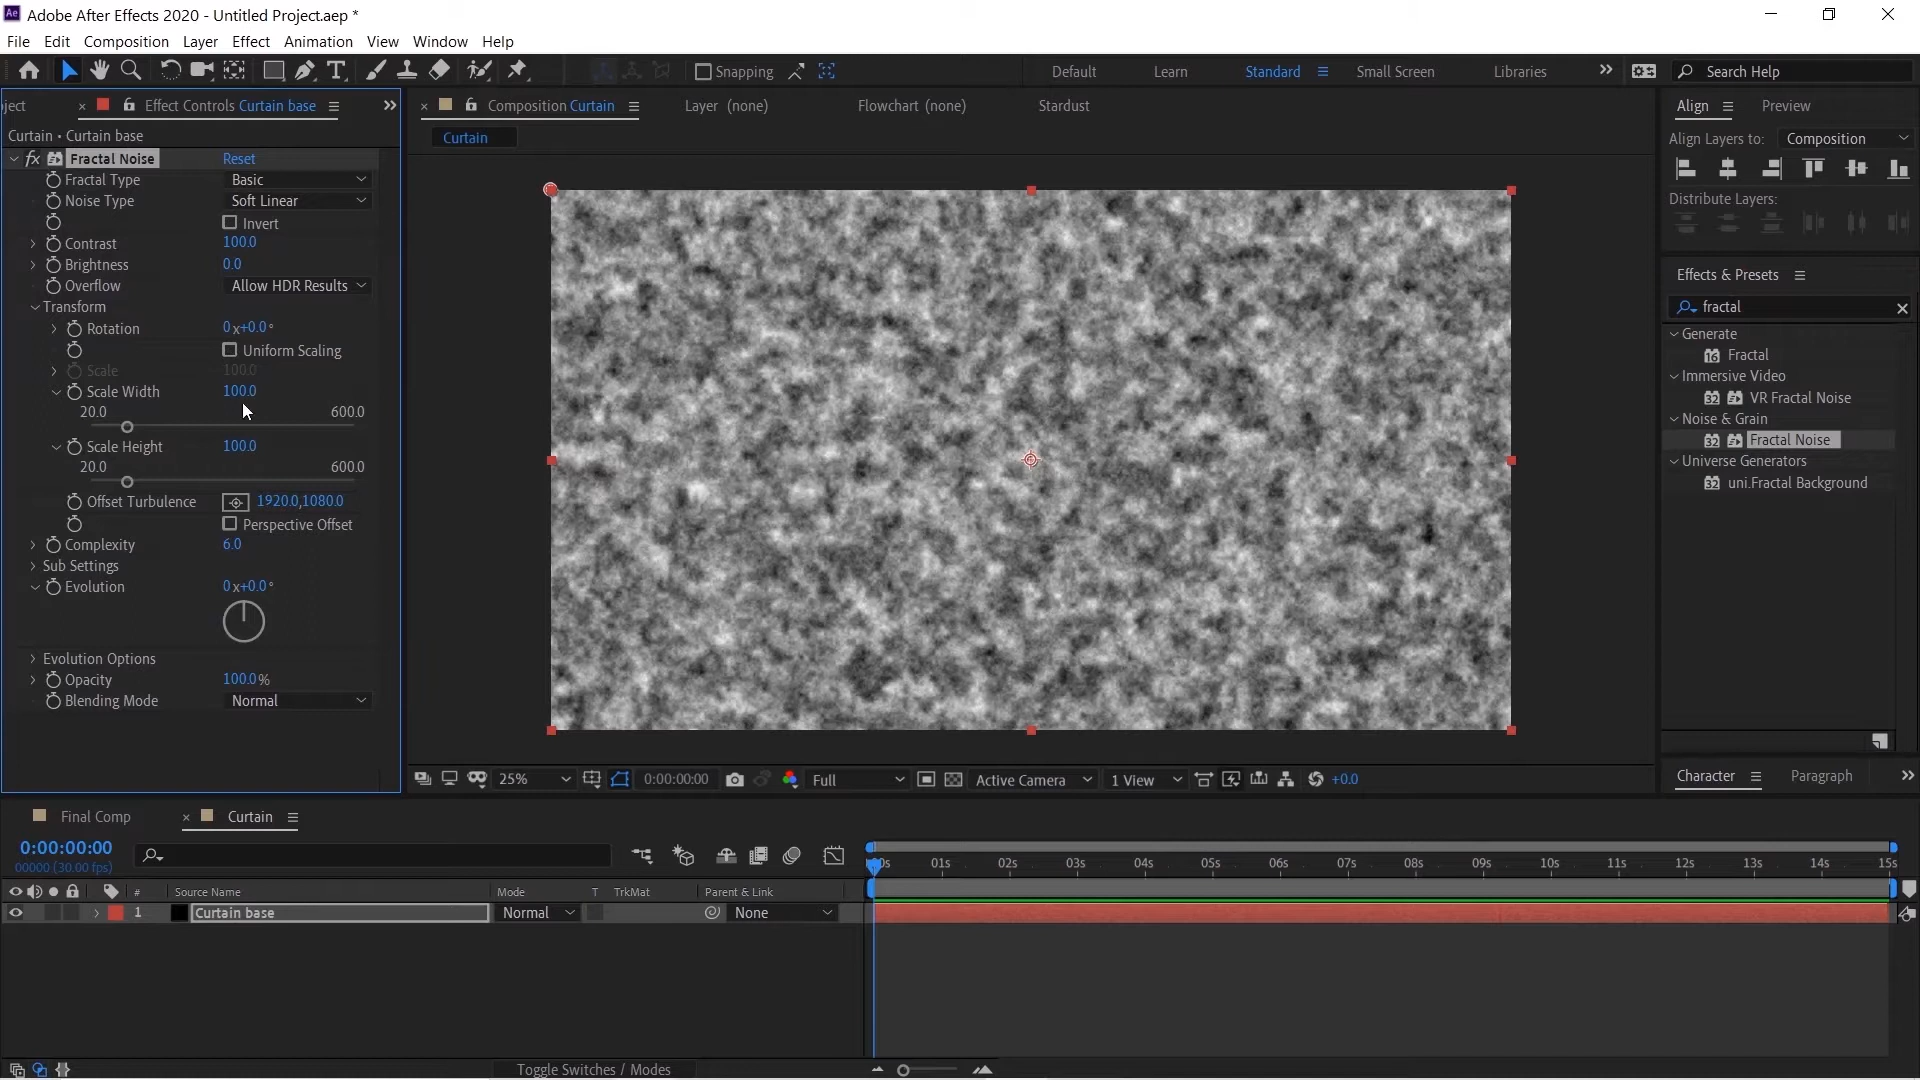 Adobe After Effects 2020 - Untitled Project.aep *
File Edit Composition Layer Effect Animation View Window Help
Snapping Default Learn Standard Small Screen Libraries Search Help
ject Effect Controls Curtain base
Curtain • Curtain base
fx Fractal Noise Reset
Fractal Type Basic
Noise Type Soft Linear
Invert
Contrast 100.0
Brightness 0.0
Overflow Allow HDR Results
Transform
Rotation 0x+0.0°
Uniform Scaling
Scale 100.0
Scale Width 100.0
20.0 600.0
Scale Height 100.0
20.0 600.0
Offset Turbulence 1920.0,1080.0
Perspective Offset
Complexity 6.0
Sub Settings
Evolution 0x+0.0°
Evolution Options
Opacity 100.0%
Blending Mode Normal
Composition Curtain Layer (none) Flowchart (none) Stardust
Curtain
25% 0:00:00:00 Full Active Camera 1 View +0.0
Align Preview
Align Layers to: Composition
Distribute Layers:
Effects & Presets
fractal
Generate
16 Fractal
Immersive Video
32 VR Fractal Noise
Noise & Grain
32 Fractal Noise
Universe Generators
32 uni.Fractal Background
Character Paragraph
Final Comp Curtain
0:00:00:00
00000 (30.00 fps)
00s 01s 02s 03s 04s 05s 06s 07s 08s 09s 10s 11s 12s 13s 14s 15s
# Source Name Mode T TrkMat Parent & Link
1 Curtain base Normal None
Toggle Switches / Modes